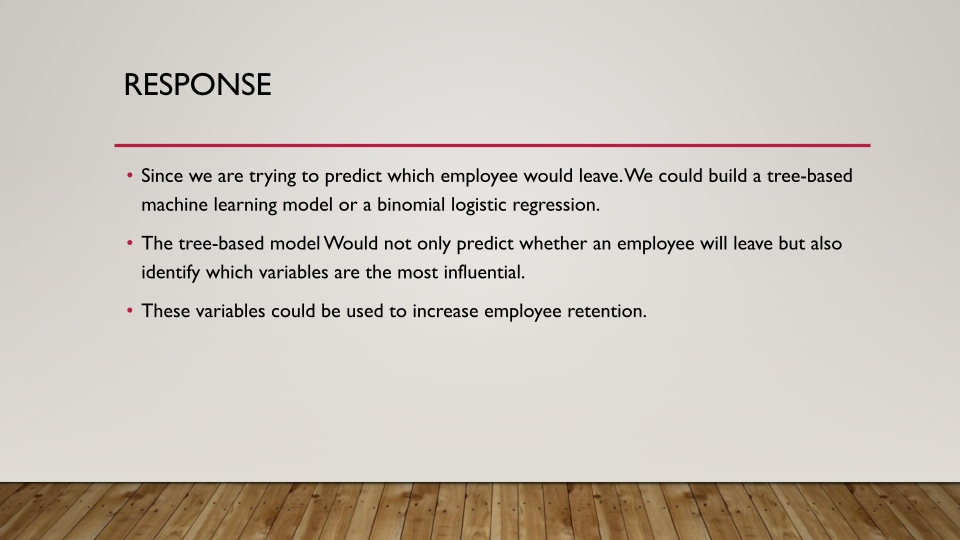 RESPONSE
• Since we are trying to predict which employee would leave. We could build a tree-based
machine learning model or a binomial logistic regression.
• The tree-based model Would not only predict whether an employee will leave but also
identify which variables are the most influential.
• These variables could be used to increase employee retention.